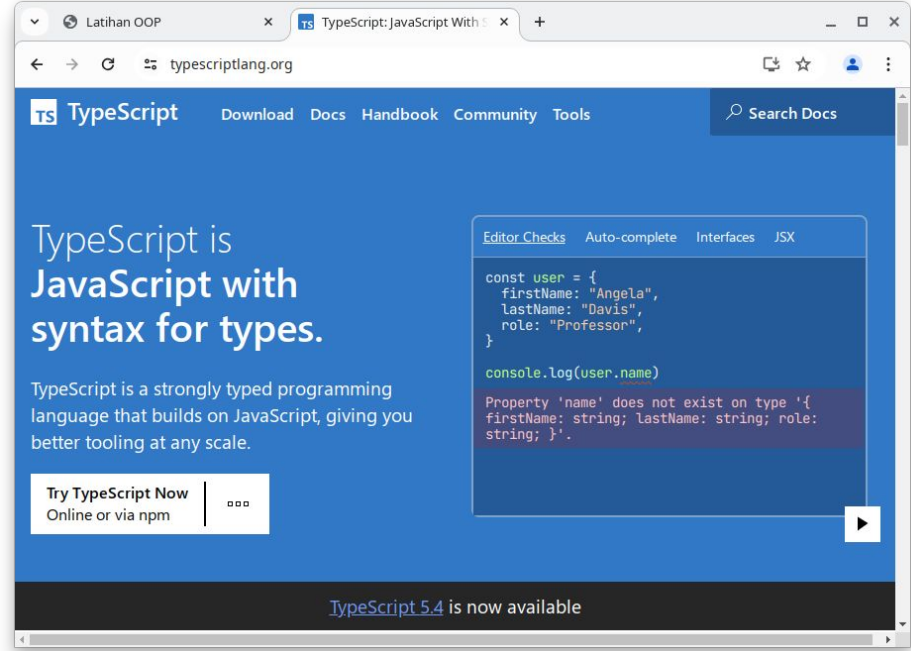 Latihan OOP
TypeScript: JavaScript With S
typescriptlang.org
TS TypeScript
Download Docs Handbook Community Tools
Search Docs
TypeScript is
JavaScript with
syntax for types.
TypeScript is a strongly typed programming
language that builds on JavaScript, giving you
better tooling at any scale.
Try TypeScript Now
Online or via npm
Editor Checks Auto-complete Interfaces JSX
const user = {
firstName: "Angela",
lastName: "Davis",
role: "Professor",
}
console.log(user.name)
Property 'name' does not exist on type '{
firstName: string; lastName: string; role:
string; }'.
TypeScript 5.4 is now available